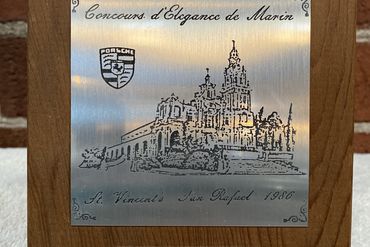 Concours d'Elegance de Marin
PORSCHE
St. Vincent's San Rafael 1986